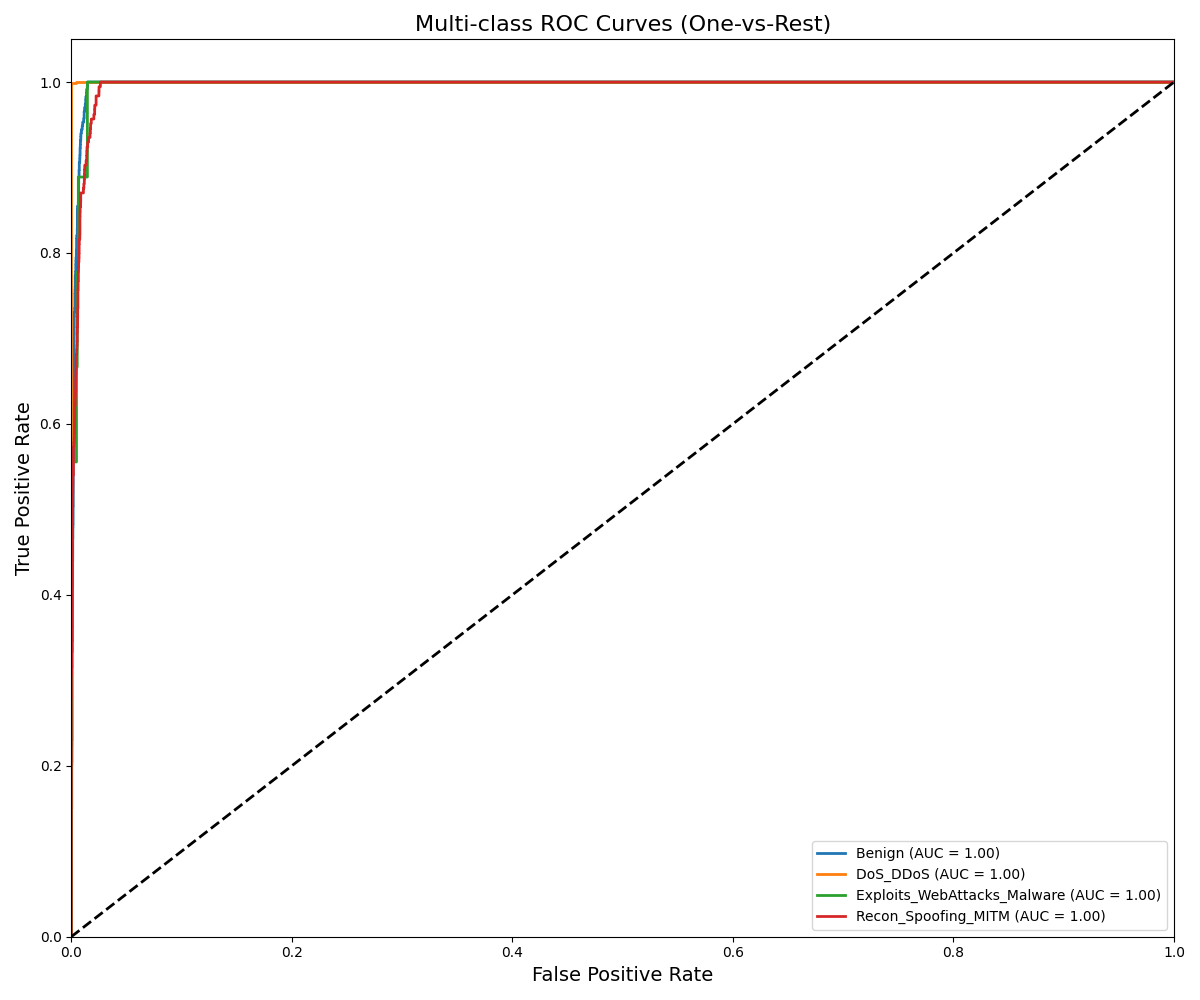 Multi-class ROC Curves (One-vs-Rest)
1.0
0.8
0.6
0.4
0.2
0.0
True Positive Rate
0.0 0.2 0.4 0.6 0.8 1.0
False Positive Rate
Benign (AUC = 1.00)
DoS_DDoS (AUC = 1.00)
Exploits_WebAttacks_Malware (AUC = 1.00)
Recon_Spoofing_MITM (AUC = 1.00)